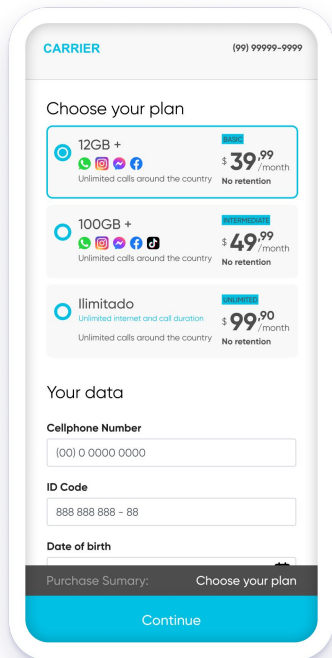 CARRIER (99) 99999-9999
Choose your plan
BASIC
12GB + $ 39,99 /month
Unlimited calls around the country No retention
INTERMEDIATE
100GB + $ 49,99 /month
Unlimited calls around the country No retention
UNLIMITED
Ilimitado $ 99,90 /month
Unlimited internet and call duration
Unlimited calls around the country No retention
Your data
Cellphone Number
(00) 0 0000 0000
ID Code
888 888 888 - 88
Date of birth
Purchase Sumary: Choose your plan
Continue